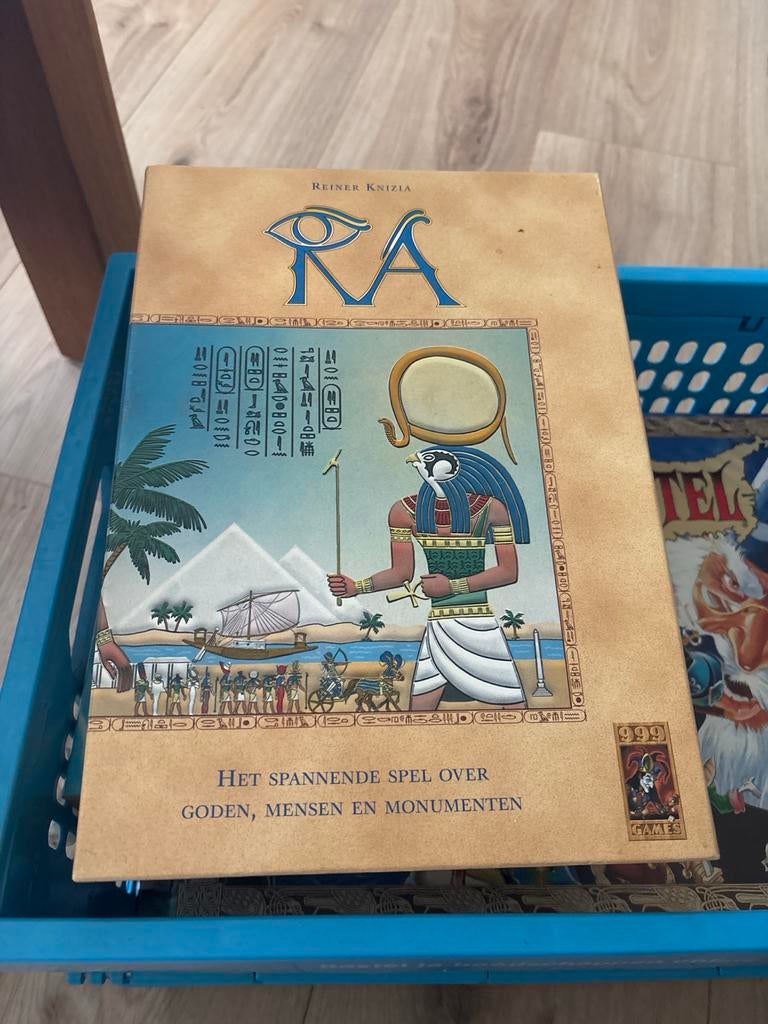 REINER KNIZIA
RA
HET SPANNENDE SPEL OVER
GODEN, MENSEN EN MONUMENTEN
999
GAMES
TEL